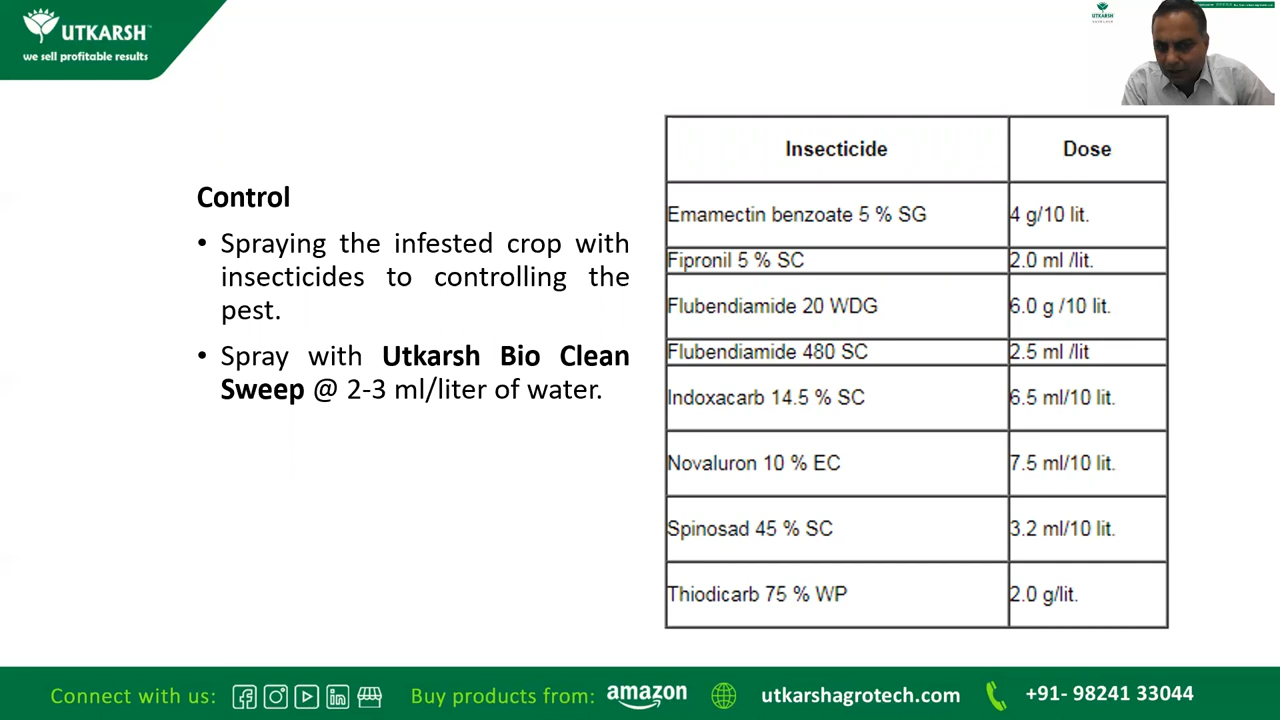 UTKARSH™
we sell profitable results
UTKARSH
Control
• Spraying the infested crop with
insecticides to controlling the
pest.
• Spray with Utkarsh Bio Clean
Sweep @ 2-3 ml/liter of water.
Insecticide Dose
Emamectin benzoate 5 % SG 4 g/10 lit.
Fipronil 5 % SC 2.0 ml /lit.
Flubendiamide 20 WDG 6.0 g /10 lit.
Flubendiamide 480 SC 2.5 ml /lit
Indoxacarb 14.5 % SC 6.5 ml/10 lit.
Novaluron 10 % EC 7.5 ml/10 lit.
Spinosad 45 % SC 3.2 ml/10 lit.
Thiodicarb 75 % WP 2.0 g/lit.
Connect with us: Buy products from: amazon utkarshagrotech.com +91- 98241 33044